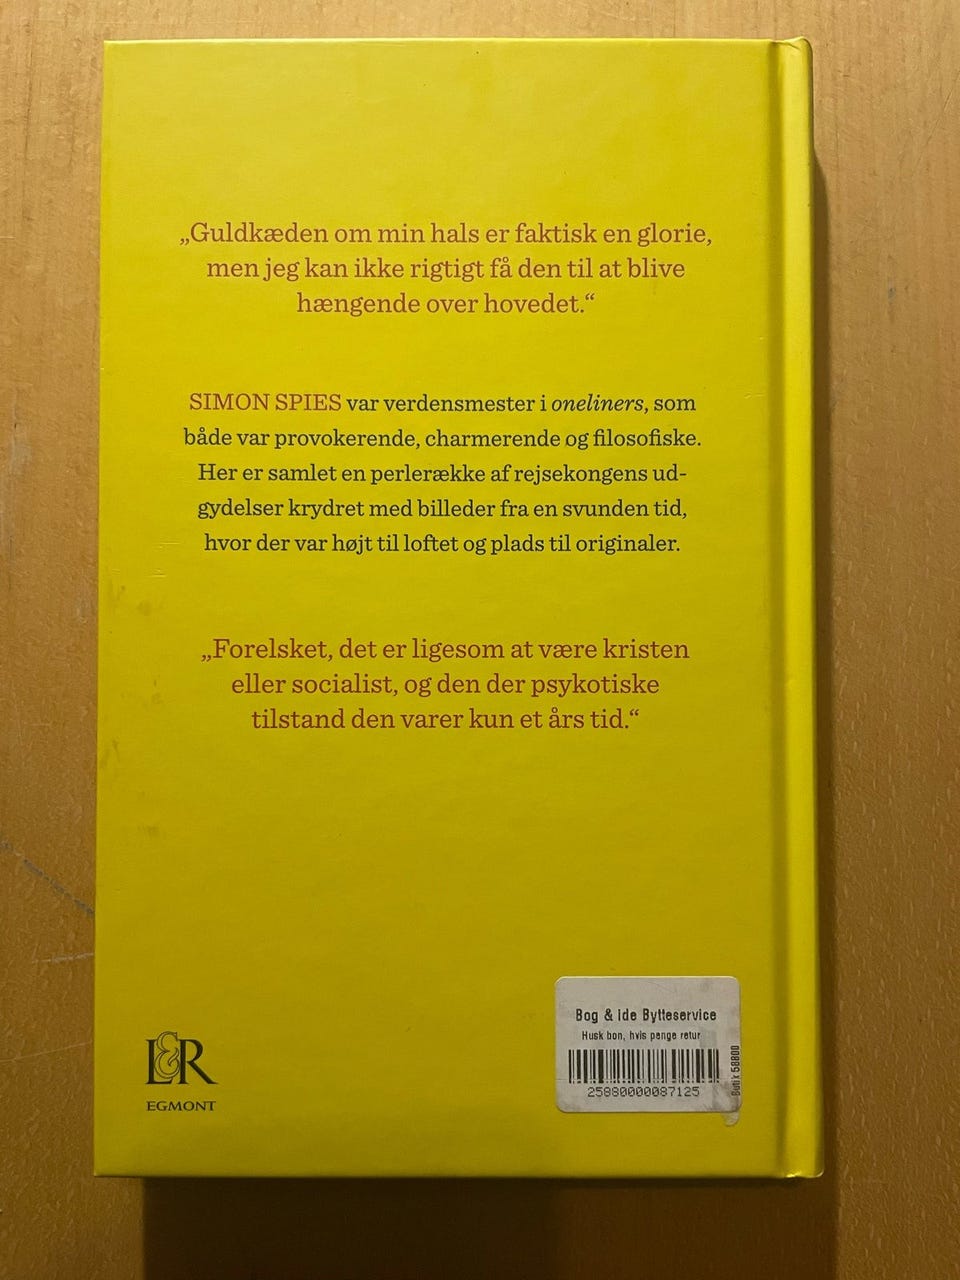 „Guldkæden om min hals er faktisk en glorie,
men jeg kan ikke rigtigt få den til at blive
hængende over hovedet.“
SIMON SPIES var verdensmester i oneliners, som
både var provokerende, charmerende og filosofiske.
Her er samlet en perlerække af rejsekongens ud-
gydelser krydret med billeder fra en svunden tid,
hvor der var højt til loftet og plads til originaler.
„Forelsket, det er ligesom at være kristen
eller socialist, og den der psykotiske
tilstand den varer kun et års tid.“
L&R
EGMONT
Bog & ide Bytteservice
Husk bon, hvis penge retur
25880000087125
Butik 58800